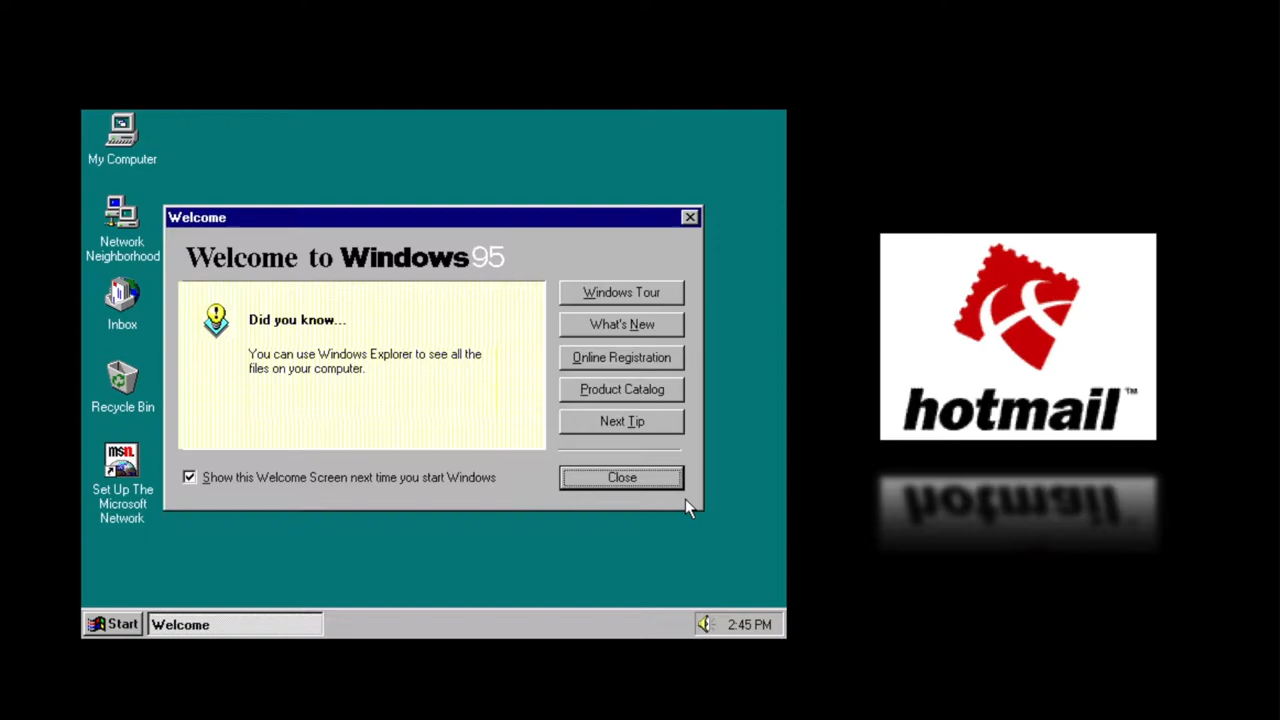 My Computer
Network
Neighborhood
Inbox
Recycle Bin
msn.
Set Up The
Microsoft
Network
Welcome
Welcome to Windows 95
Did you know...
You can use Windows Explorer to see all the
files on your computer.
Windows Tour
What's New
Online Registration
Product Catalog
Next Tip
Show this Welcome Screen next time you start Windows
Close
Start
Welcome
2:45 PM
hotmail™
hotmail